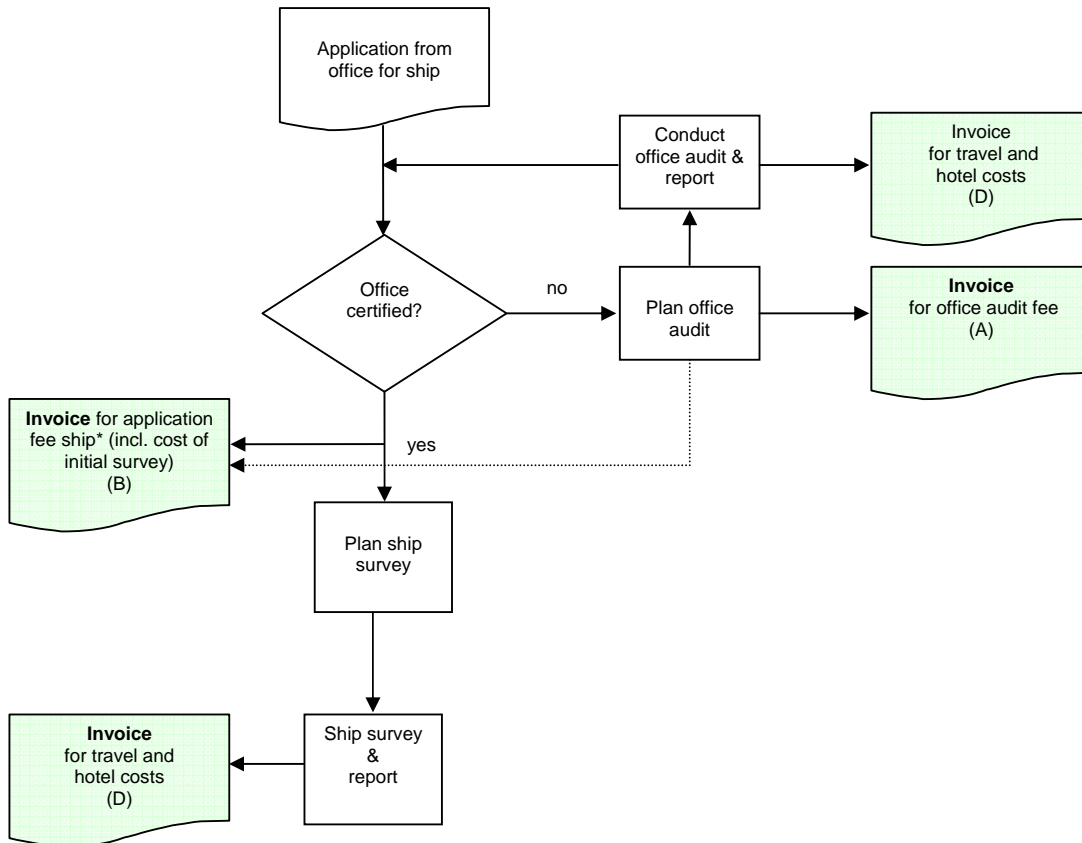 Application from
office for ship
Conduct
office audit &
report
Invoice
for travel and
hotel costs
(D)
Office
certified?
no
Plan office
audit
Invoice
for office audit fee
(A)
Invoice for application
fee ship* (incl. cost of
initial survey)
(B)
yes
Plan ship
survey
Invoice
for travel and
hotel costs
(D)
Ship survey
&
report